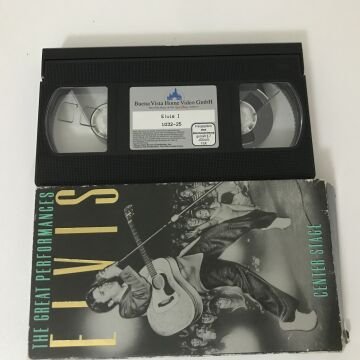 Buena Vista Home Video GmbH
Elvis I
1032-25
THE GREAT PERFORMANCES
ELVIS
CENTER STAGE